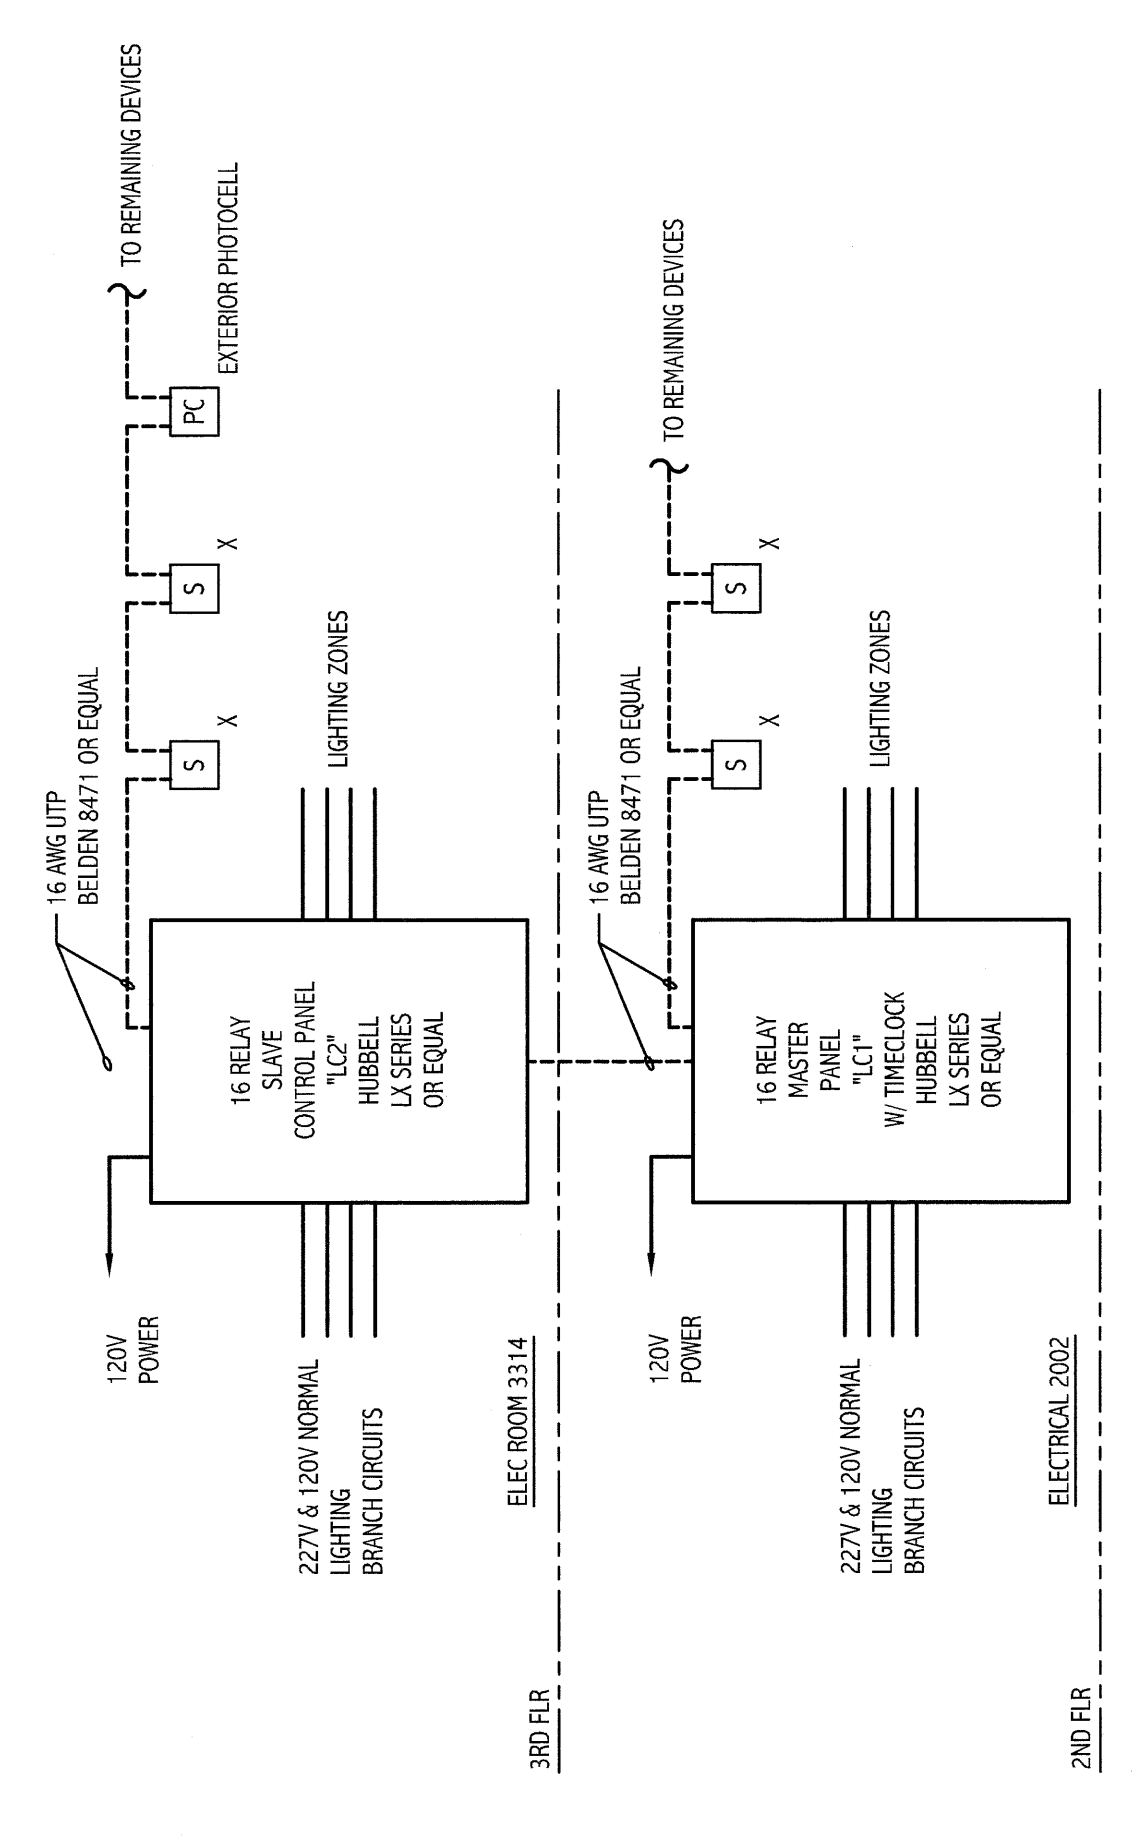 16 AWG UTP
BELDEN 8471 OR EQUAL
TO REMAINING DEVICES
120V
POWER
S
X
S
X
PC
EXTERIOR PHOTOCELL
16 RELAY
SLAVE
CONTROL PANEL
"LC2"
HUBBELL
LX SERIES
OR EQUAL
227V & 120V NORMAL
LIGHTING
BRANCH CIRCUITS
LIGHTING ZONES
ELEC ROOM 3314
3RD FLR
16 AWG UTP
BELDEN 8471 OR EQUAL
TO REMAINING DEVICES
120V
POWER
S
X
S
X
16 RELAY
MASTER
PANEL
"LC1"
W/ TIMECLOCK
HUBBELL
LX SERIES
OR EQUAL
227V & 120V NORMAL
LIGHTING
BRANCH CIRCUITS
LIGHTING ZONES
ELECTRICAL 2002
2ND FLR